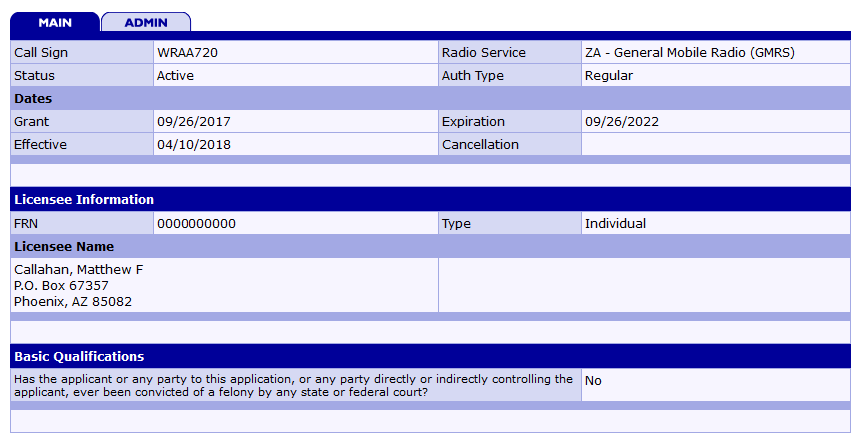 MAIN ADMIN
Call Sign WRAA720 Radio Service ZA - General Mobile Radio (GMRS)
Status Active Auth Type Regular
Dates
Grant 09/26/2017 Expiration 09/26/2022
Effective 04/10/2018 Cancellation
Licensee Information
FRN 0000000000 Type Individual
Licensee Name
Callahan, Matthew F
P.O. Box 67357
Phoenix, AZ 85082
Basic Qualifications
Has the applicant or any party to this application, or any party directly or indirectly controlling the No
applicant, ever been convicted of a felony by any state or federal court?